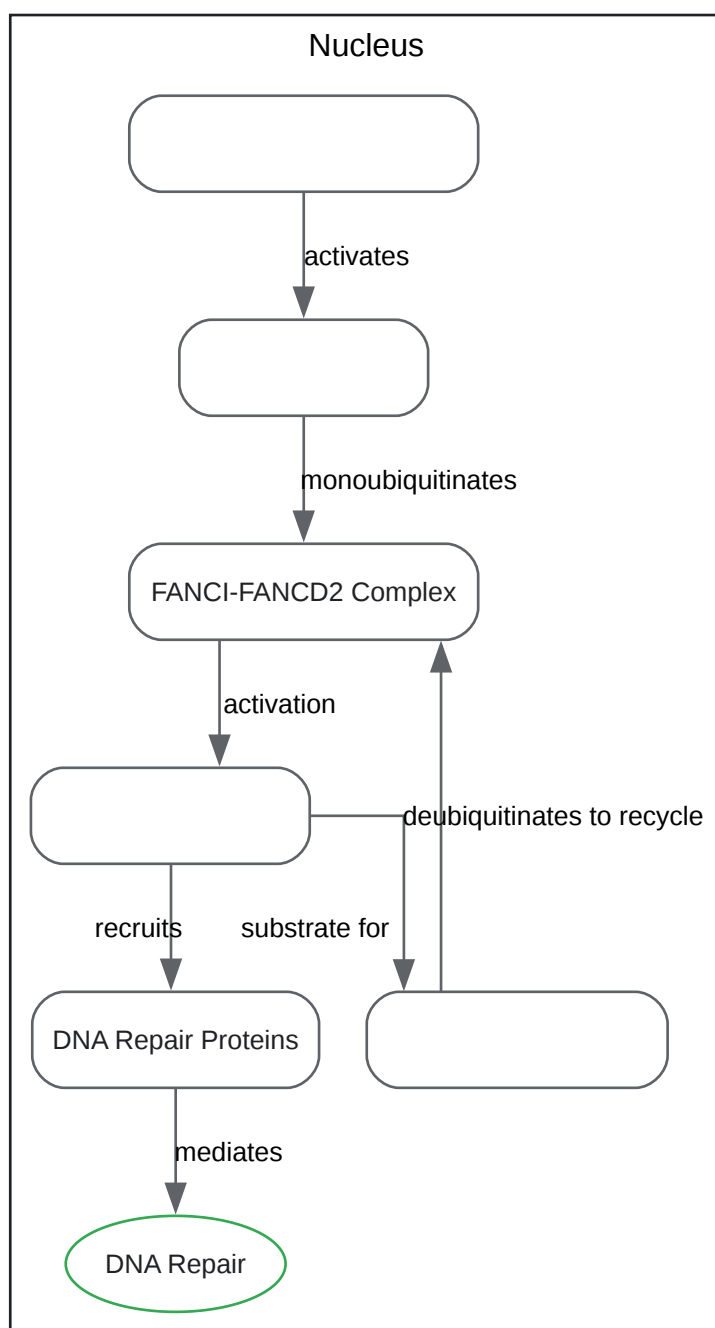 Nucleus
activates
monoubiquitinates
FANCI-FANCD2 Complex
activation
deubiquitinates to recycle
recruits
substrate for
DNA Repair Proteins
mediates
DNA Repair